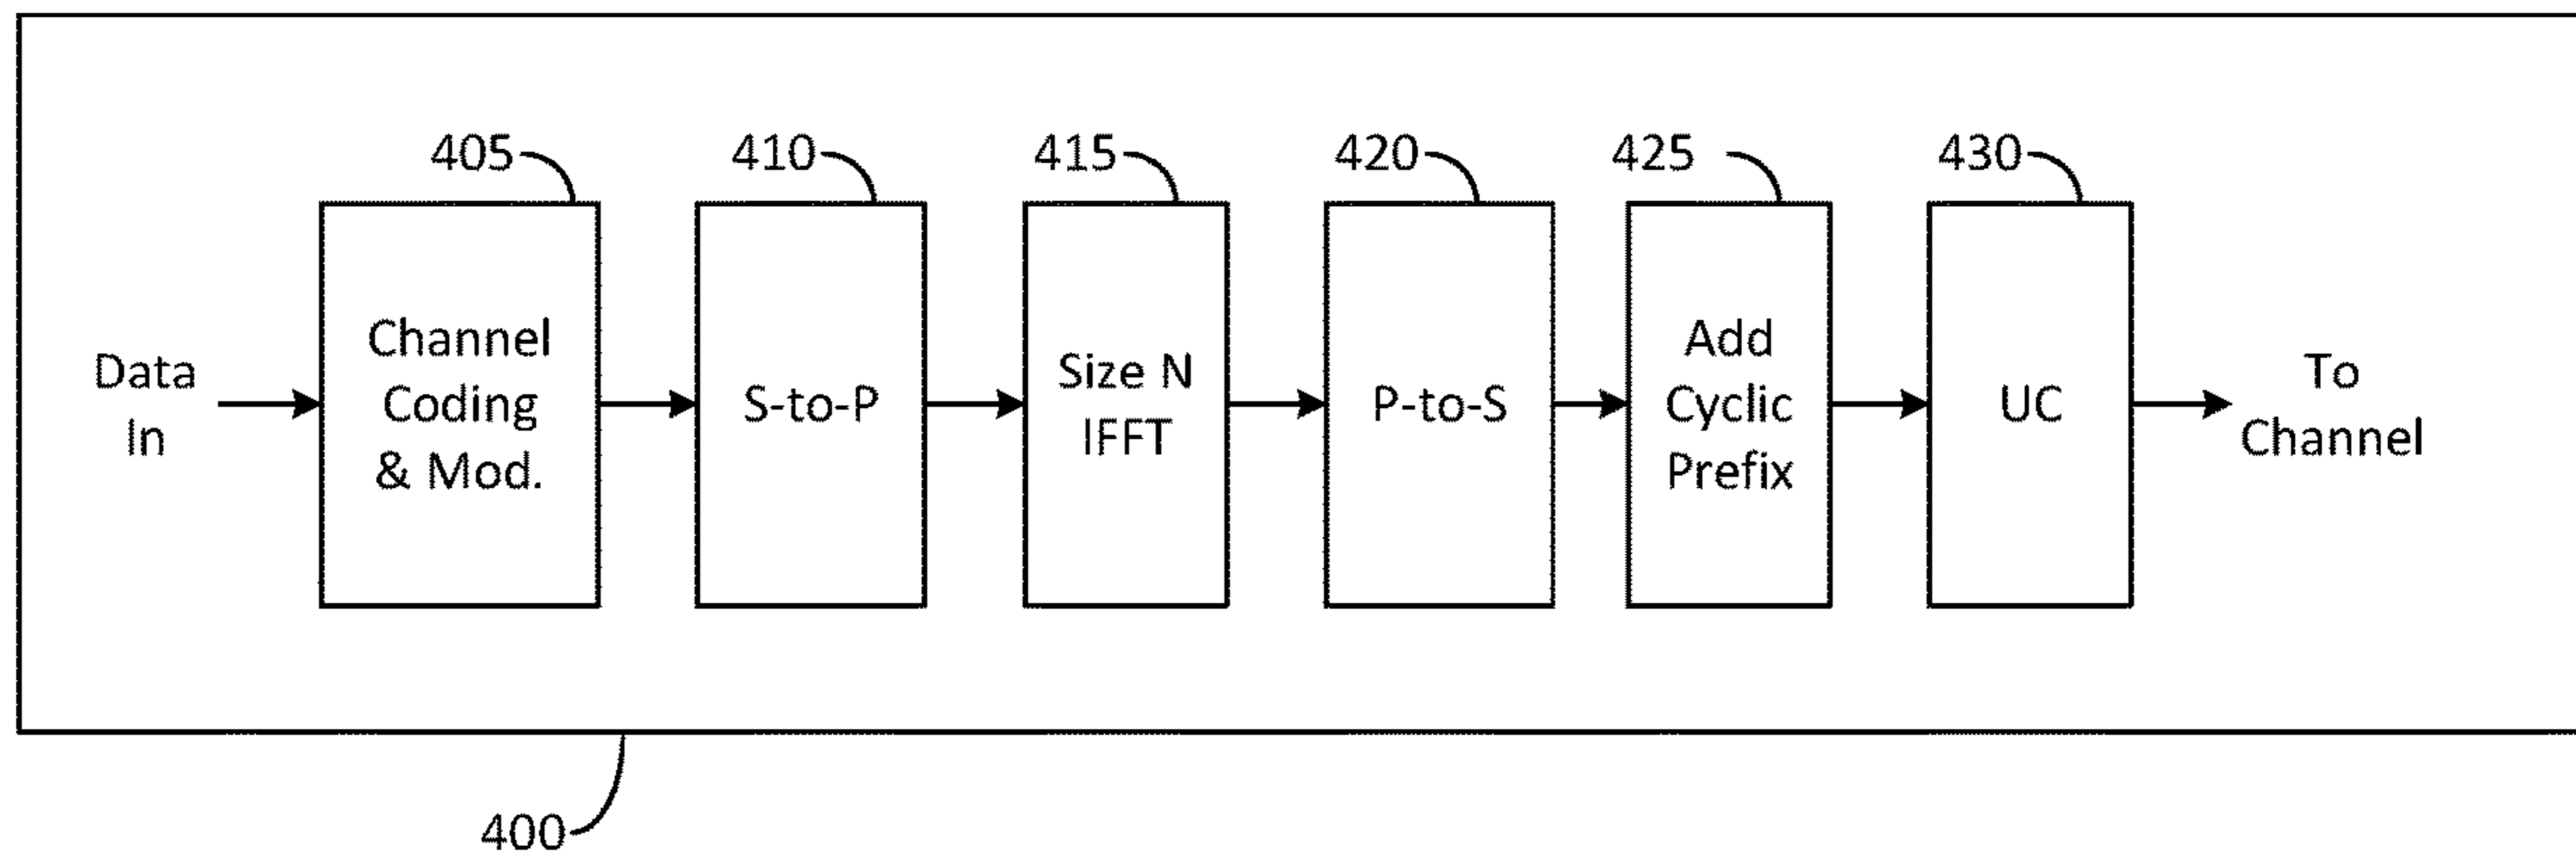 405
410
415
420
425
430
Data
In
Channel
Coding
& Mod.
S-to-P
Size N
IFFT
P-to-S
Add
Cyclic
Prefix
UC
To
Channel
400